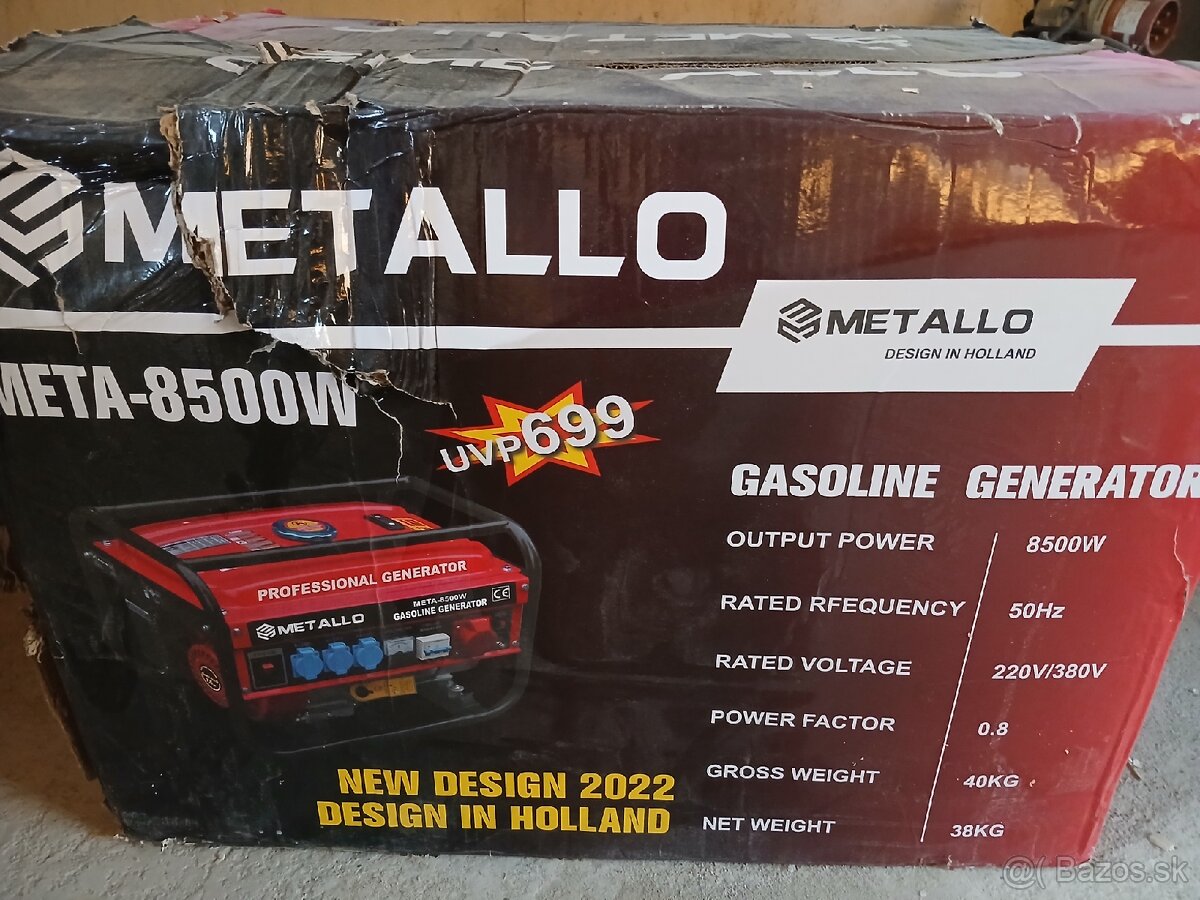 METALLO
METALLO
DESIGN IN HOLLAND
META-8500W
UVP699
GASOLINE GENERATOR
OUTPUT POWER 8500W
RATED RFEQUENCY 50Hz
RATED VOLTAGE 220V/380V
POWER FACTOR 0.8
GROSS WEIGHT 40KG
NET WEIGHT 38KG
PROFESSIONAL GENERATOR
META-8500W
CE
METALLO
GASOLINE GENERATOR
NEW DESIGN 2022
DESIGN IN HOLLAND
@( Bazos.sk